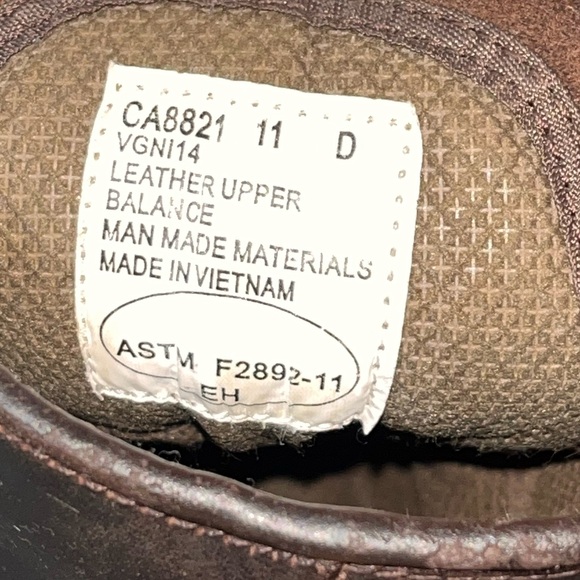 CA8821 11 D
VGNI14
LEATHER UPPER
BALANCE
MAN MADE MATERIALS
MADE IN VIETNAM
ASTM F2892-11
EH